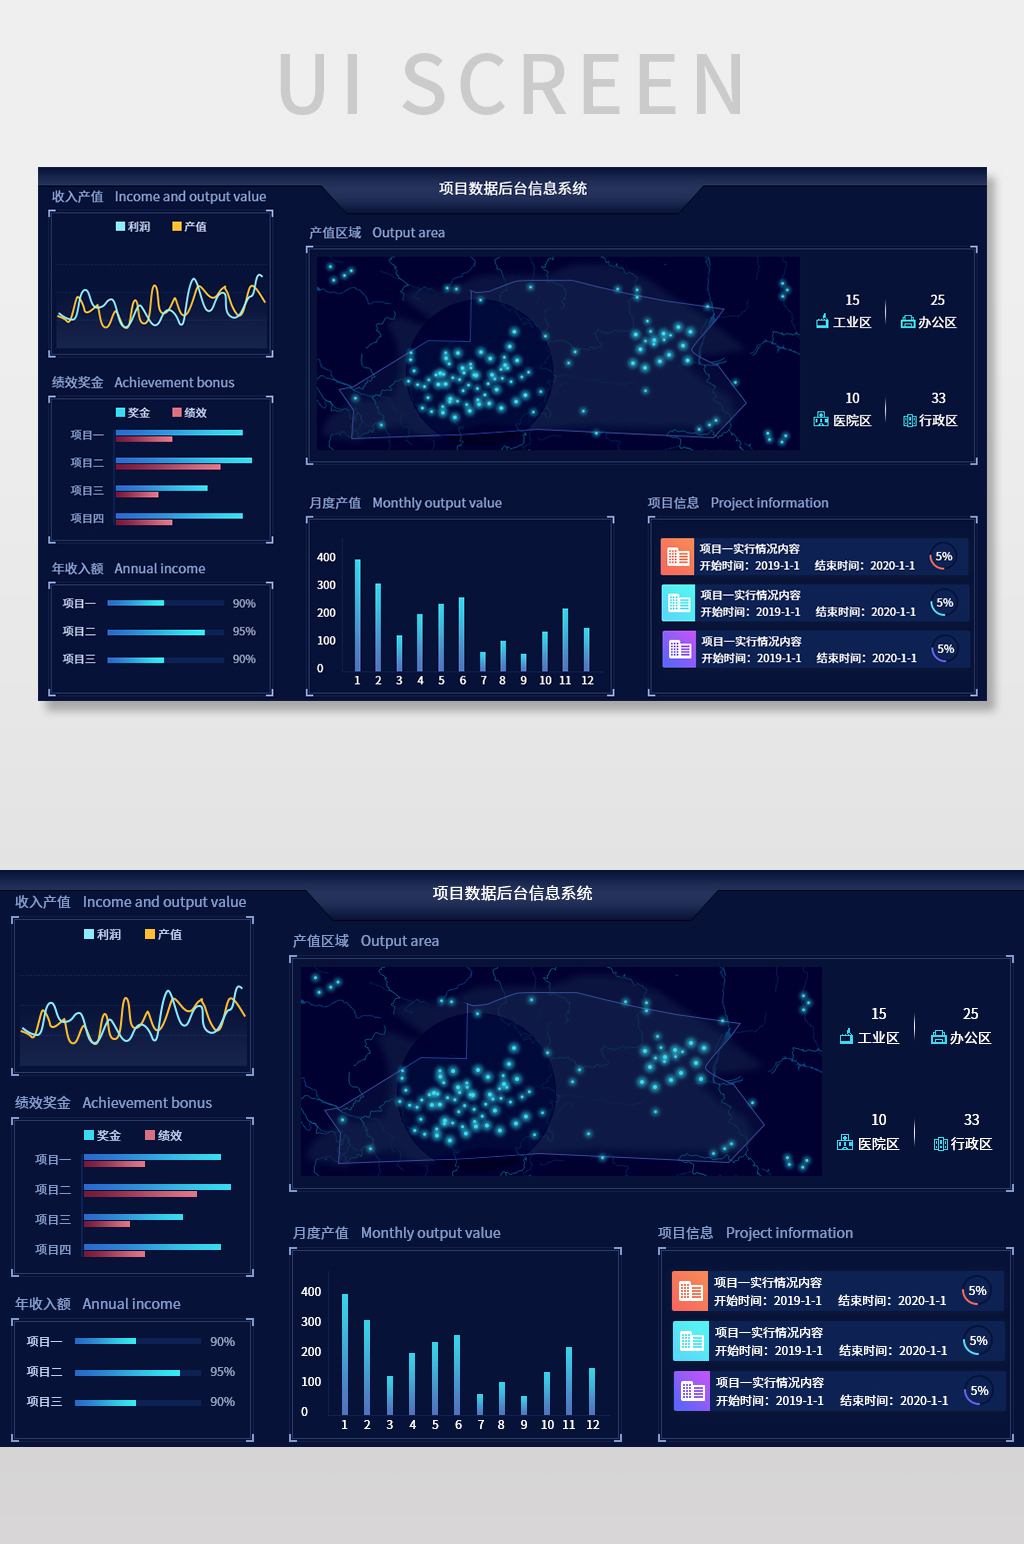 UI SCREEN
项目数据后台信息系统
收入产值 Income and output value
利润 产值
产值区域 Output area
15 25
工业区 办公区
10 33
医院区 行政区
绩效奖金 Achievement bonus
奖金 绩效
项目一
项目二
项目三
项目四
年收入额 Annual income
项目一 90%
项目二 95%
项目三 90%
月度产值 Monthly output value
400
300
200
100
0
1 2 3 4 5 6 7 8 9 10 11 12
项目信息 Project information
项目一实行情况内容
开始时间：2019-1-1 结束时间：2020-1-1
5%
项目一实行情况内容
开始时间：2019-1-1 结束时间：2020-1-1
5%
项目一实行情况内容
开始时间：2019-1-1 结束时间：2020-1-1
5%
项目数据后台信息系统
收入产值 Income and output value
利润 产值
产值区域 Output area
15 25
工业区 办公区
10 33
医院区 行政区
绩效奖金 Achievement bonus
奖金 绩效
项目一
项目二
项目三
项目四
年收入额 Annual income
项目一 90%
项目二 95%
项目三 90%
月度产值 Monthly output value
400
300
200
100
0
1 2 3 4 5 6 7 8 9 10 11 12
项目信息 Project information
项目一实行情况内容
开始时间：2019-1-1 结束时间：2020-1-1
5%
项目一实行情况内容
开始时间：2019-1-1 结束时间：2020-1-1
5%
项目一实行情况内容
开始时间：2019-1-1 结束时间：2020-1-1
5%